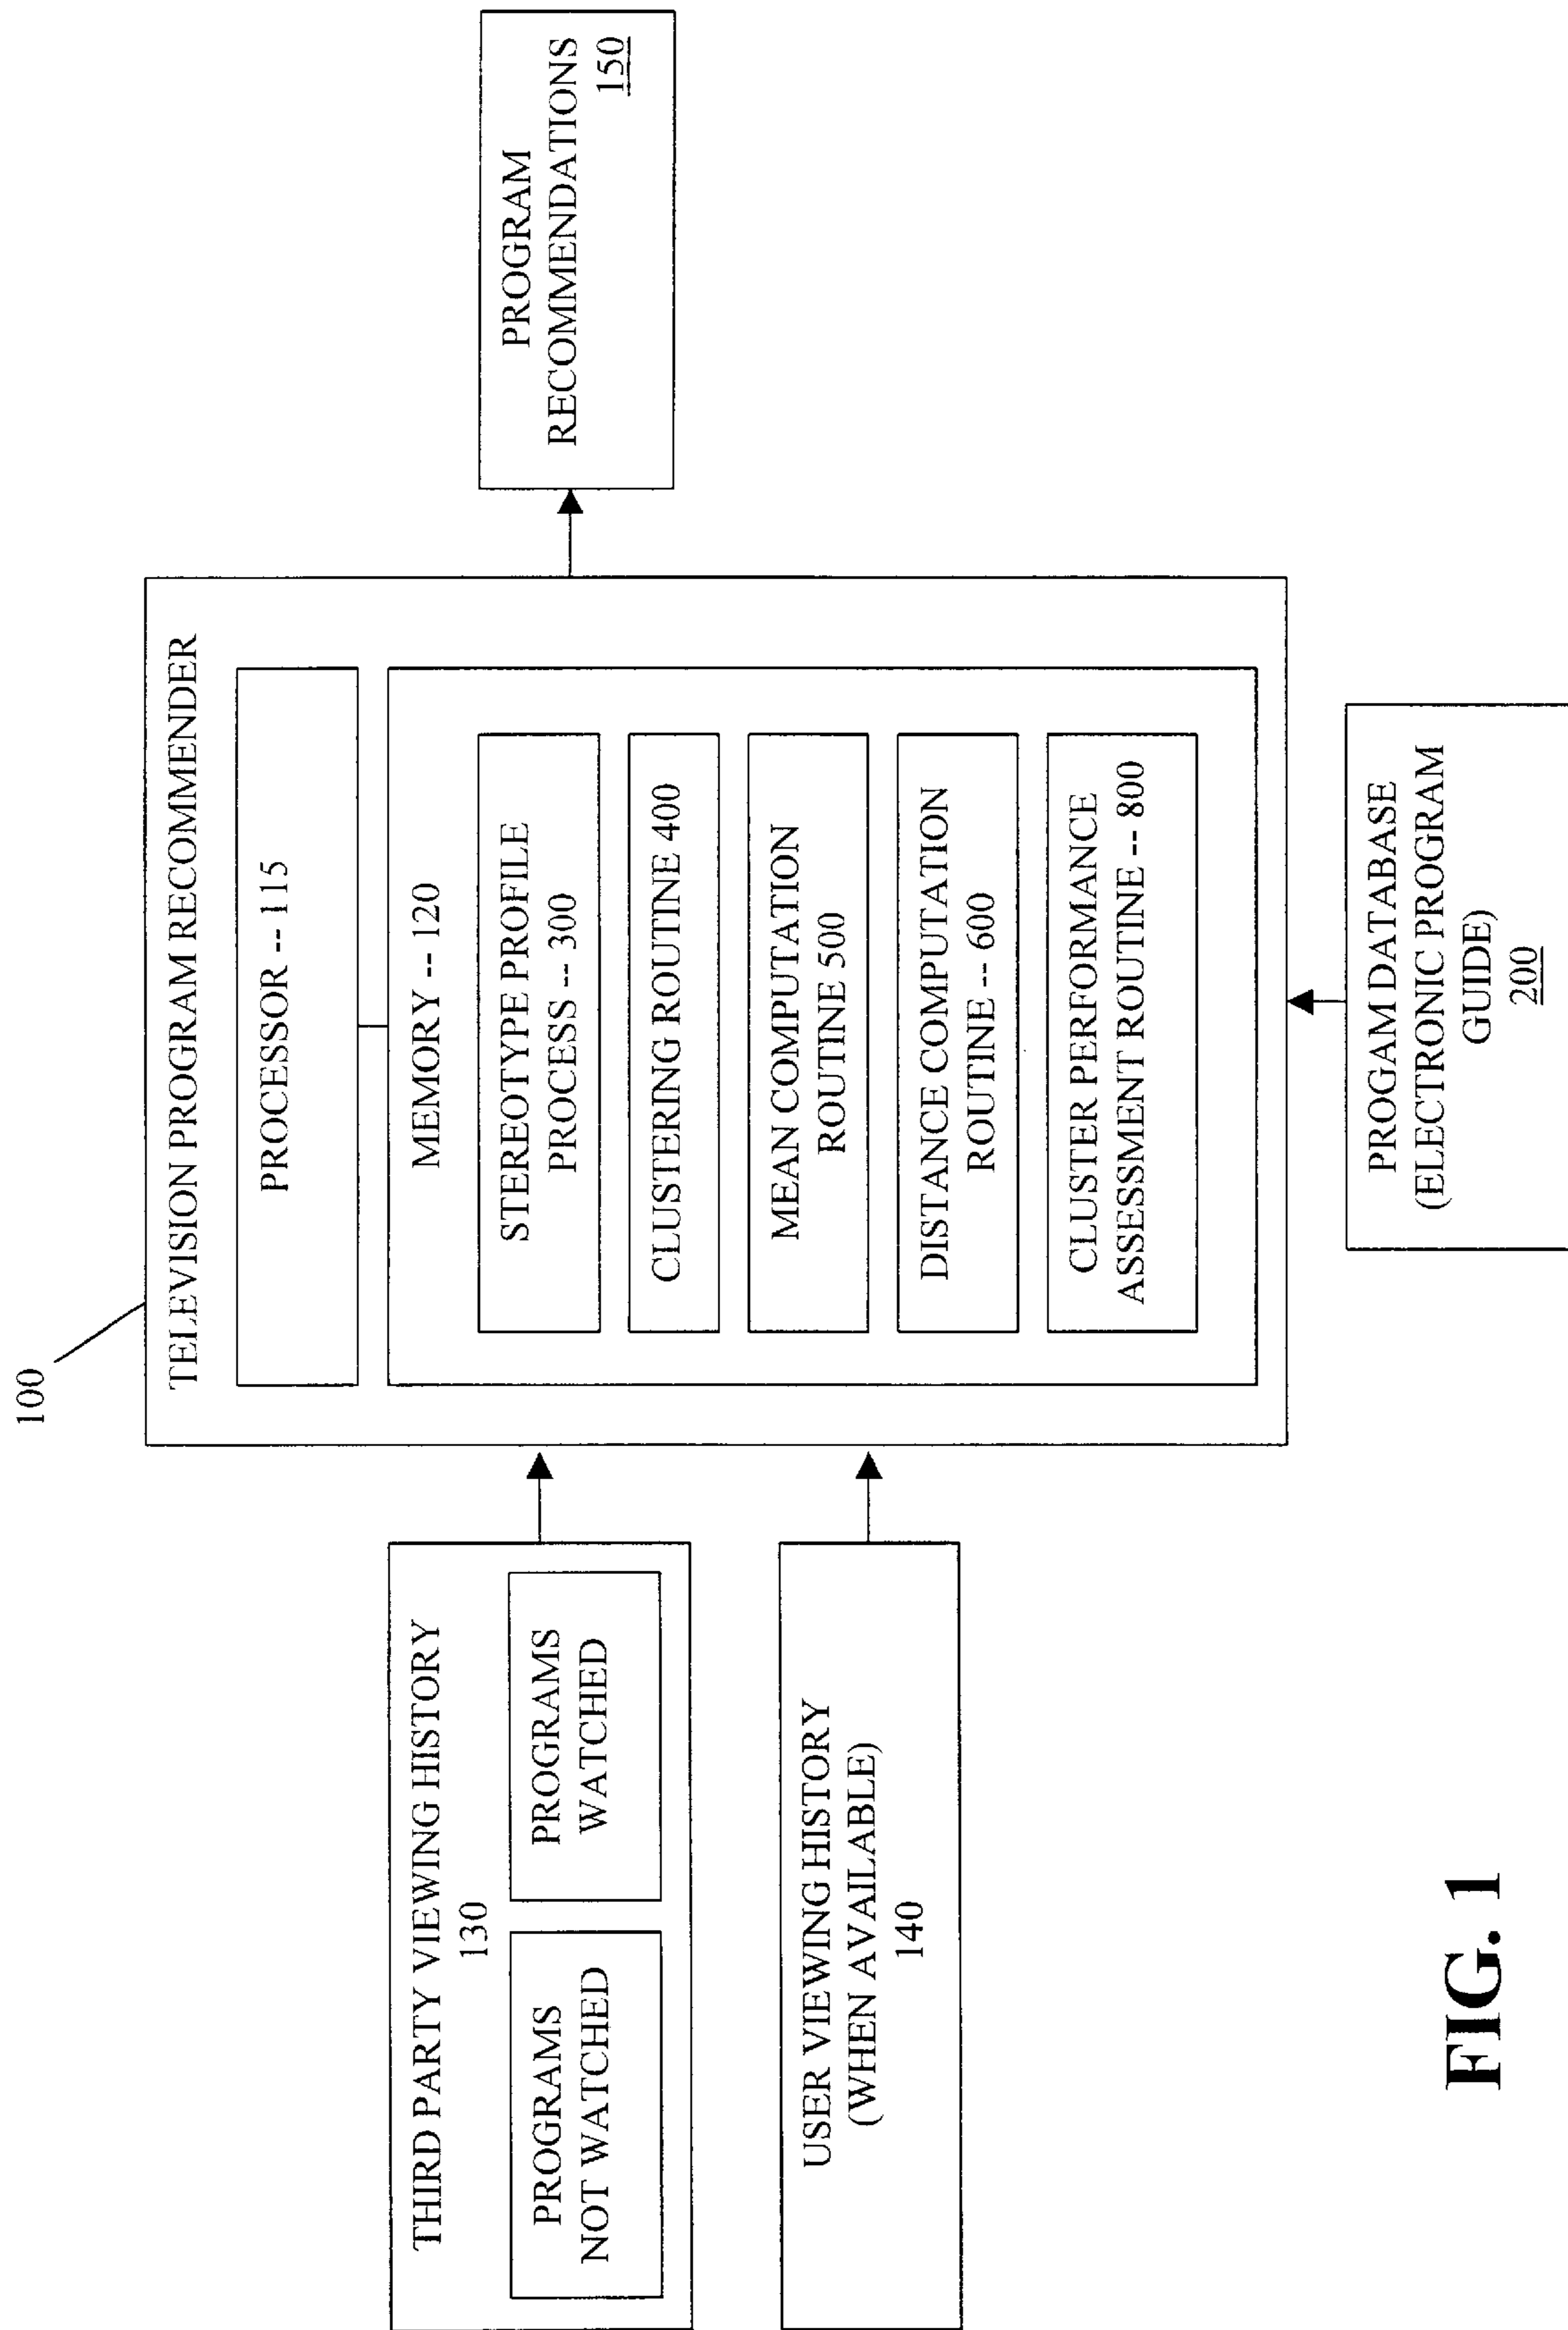 100
TELEVISION PROGRAM RECOMMENDER
PROCESSOR -- 115
MEMORY -- 120
STEREOTYPE PROFILE
PROCESS -- 300
CLUSTERING ROUTINE 400
MEAN COMPUTATION
ROUTINE 500
DISTANCE COMPUTATION
ROUTINE -- 600
CLUSTER PERFORMANCE
ASSESSMENT ROUTINE -- 800
THIRD PARTY VIEWING HISTORY
130
PROGRAMS
NOT WATCHED
PROGRAMS
WATCHED
USER VIEWING HISTORY
(WHEN AVAILABLE)
140
PROGRAM
RECOMMENDATIONS
150
PROGAM DATABASE
(ELECTRONIC PROGRAM
GUIDE)
200
FIG. 1